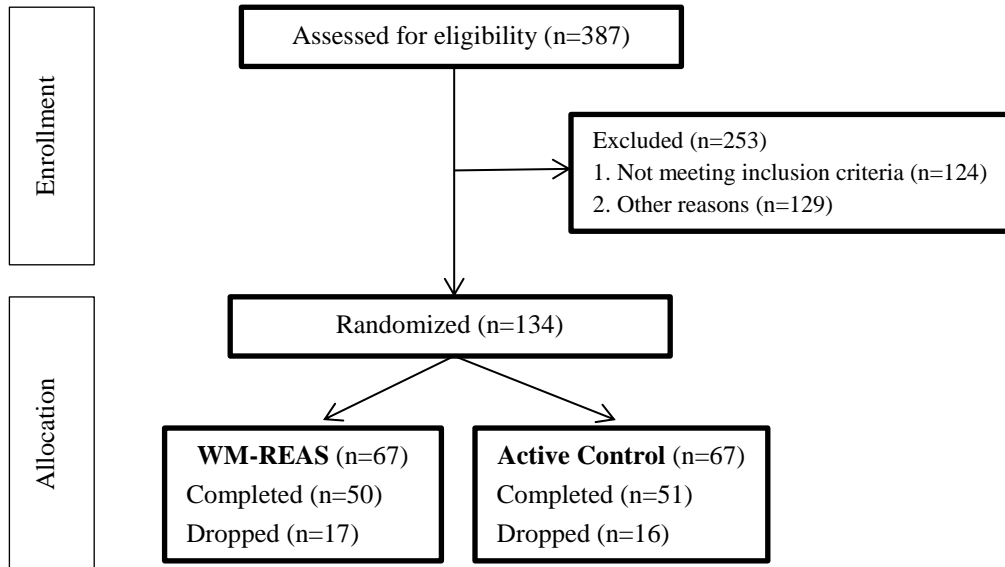 Enrollment
Assessed for eligibility (n=387)
Excluded (n=253)
1. Not meeting inclusion criteria (n=124)
2. Other reasons (n=129)
Allocation
Randomized (n=134)
WM-REAS (n=67)
Completed (n=50)
Dropped (n=17)
Active Control (n=67)
Completed (n=51)
Dropped (n=16)